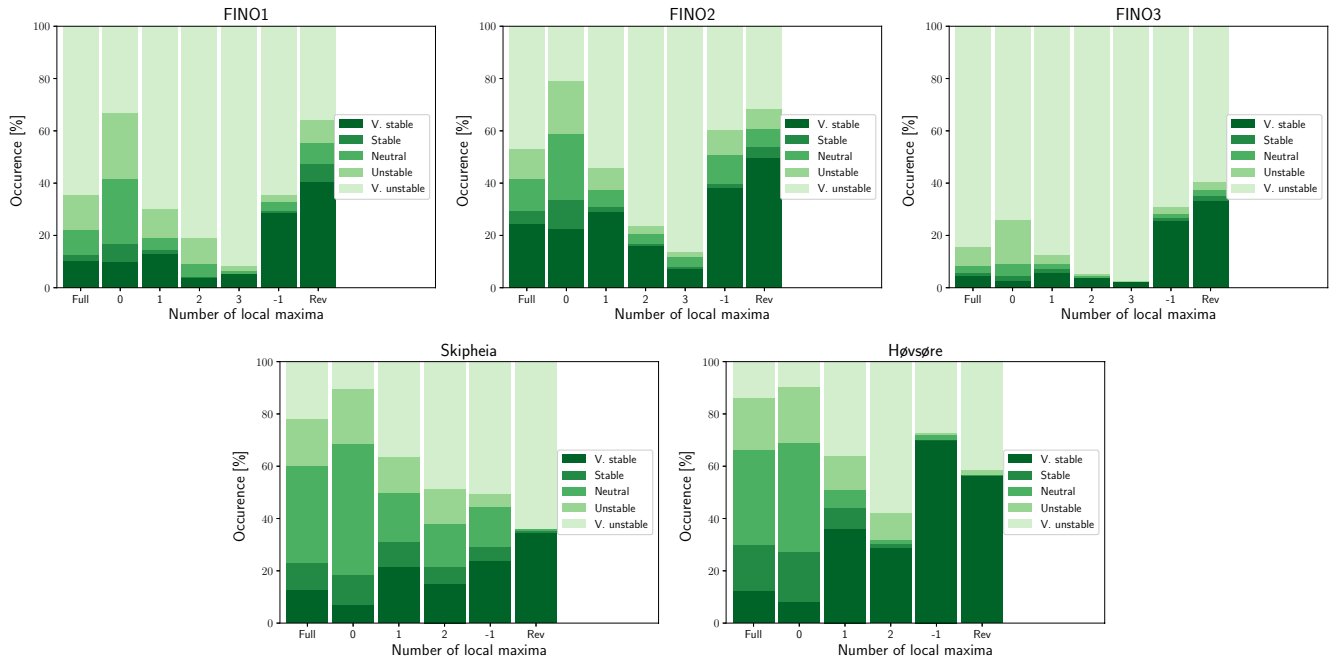 FINO1
100
80
60
40
20
0
Occurence [%]
Full 0 1 2 3 -1 Rev
Number of local maxima
V. stable
Stable
Neutral
Unstable
V. unstable
FINO2
100
80
60
40
20
0
Occurence [%]
Full 0 1 2 3 -1 Rev
Number of local maxima
V. stable
Stable
Neutral
Unstable
V. unstable
FINO3
100
80
60
40
20
0
Occurence [%]
Full 0 1 2 3 -1 Rev
Number of local maxima
V. stable
Stable
Neutral
Unstable
V. unstable
Skipheia
100
80
60
40
20
0
Occurence [%]
Full 0 1 2 -1 Rev
Number of local maxima
V. stable
Stable
Neutral
Unstable
V. unstable
Høvsøre
100
80
60
40
20
0
Occurence [%]
Full 0 1 2 -1 Rev
Number of local maxima
V. stable
Stable
Neutral
Unstable
V. unstable